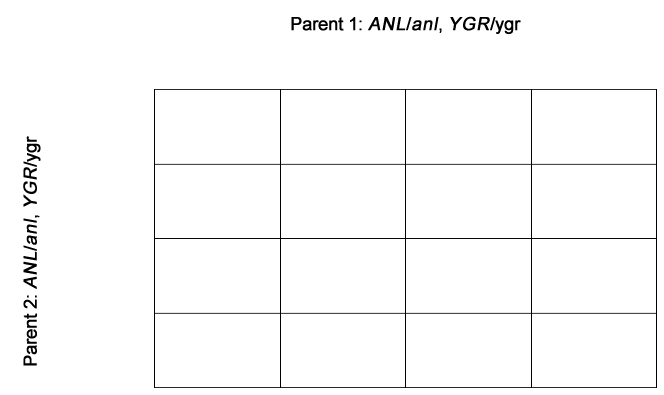 Parent 1: ANL/anl, YGR/ygr
Parent 2: ANL/anl, YGR/ygr